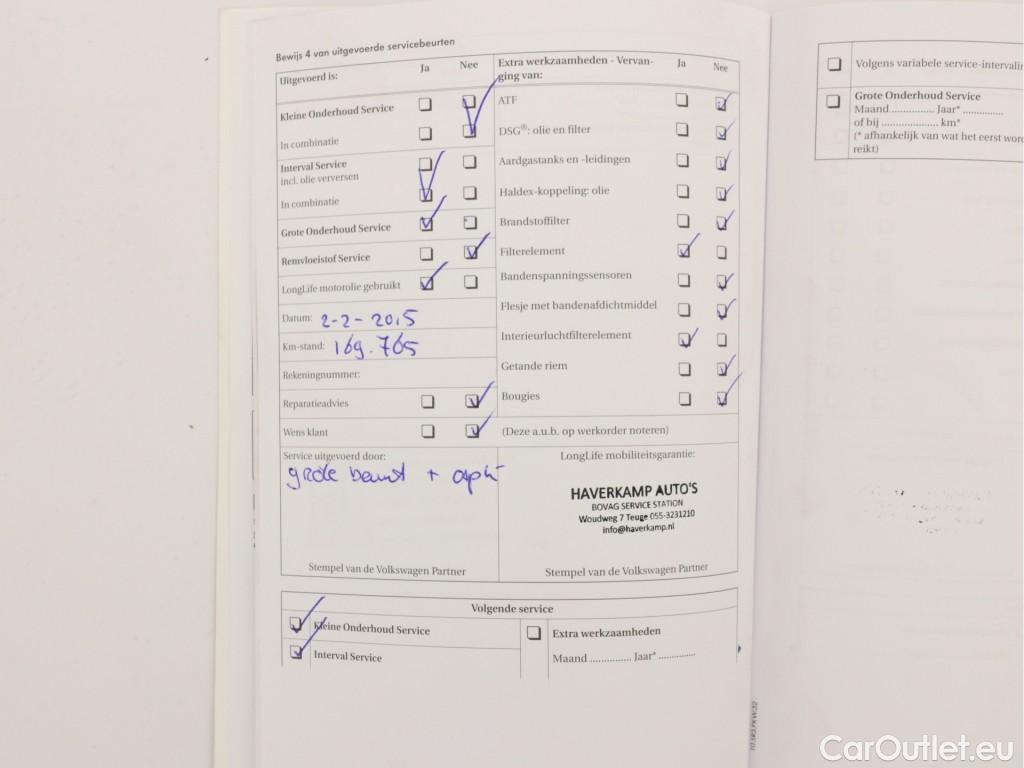 Bewijs 4 van uitgevoerde servicebeurten
Uitgevoerd is: Ja Nee
Kleine Onderhoud Service
In combinatie
Interval Service
incl. olie verversen
In combinatie
Grote Onderhoud Service
Remvloeistof Service
LongLife motorolie gebruikt
Datum: 2-2-2015
Km-stand: 169.765
Rekeningnummer:
Reparatieadvies
Wens klant
Extra werkzaamheden - Vervan-
ging van: Ja Nee
ATF
DSG®: olie en filter
Aardgastanks en -leidingen
Haldex-koppeling: olie
Brandstoffilter
Filterelement
Bandenspanningssensoren
Flesje met bandenafdichtmiddel
Interieurluchtfilterelement
Getande riem
Bougies
(Deze a.u.b. op werkorder noteren)
Service uitgevoerd door:
grote beurt +
Stempel van de Volkswagen Partner
LongLife mobiliteitsgarantie:
HAVERKAMP AUTO'S
BOVAG SERVICE STATION
Woudweg 7 Teuge 055-3231210
info@haverkamp.nl
Stempel van de Volkswagen Partner
Volgende service
Kleine Onderhoud Service
Interval Service
Extra werkzaamheden
Maand ............... Jaar* .............
Volgens variabele service-intervallin
Grote Onderhoud Service
Maand ............... Jaar* ..............
of bij .................... km*
(* afhankelijk van wat het eerst word
reikt)
CarOutlet.eu